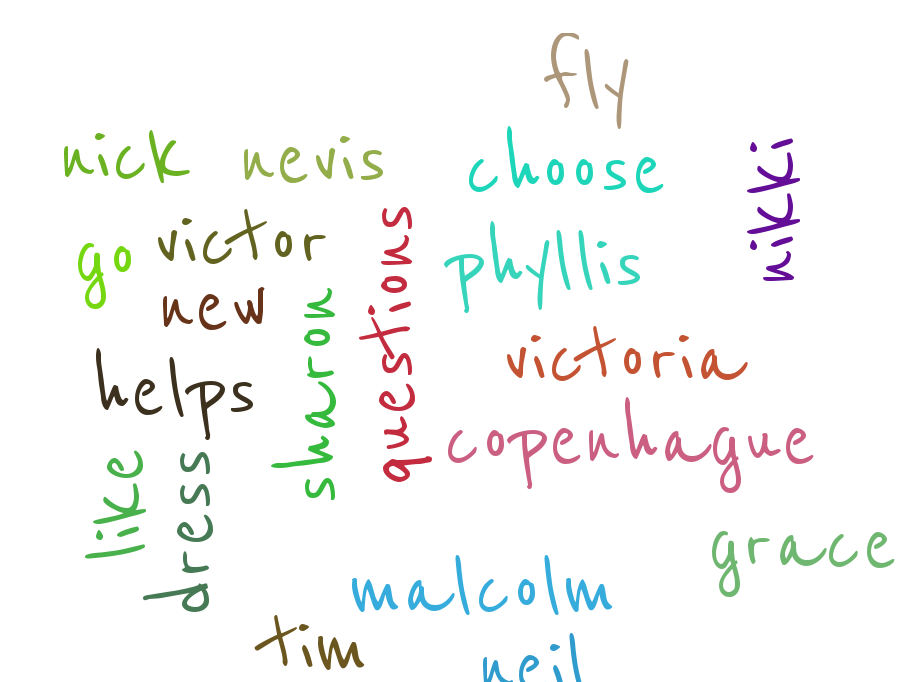 fly
nick
nevis
choose
nikki
go
victor
questions
phyllis
new
sharon
victoria
helps
copenhague
like
dress
grace
malcolm
tim
neil